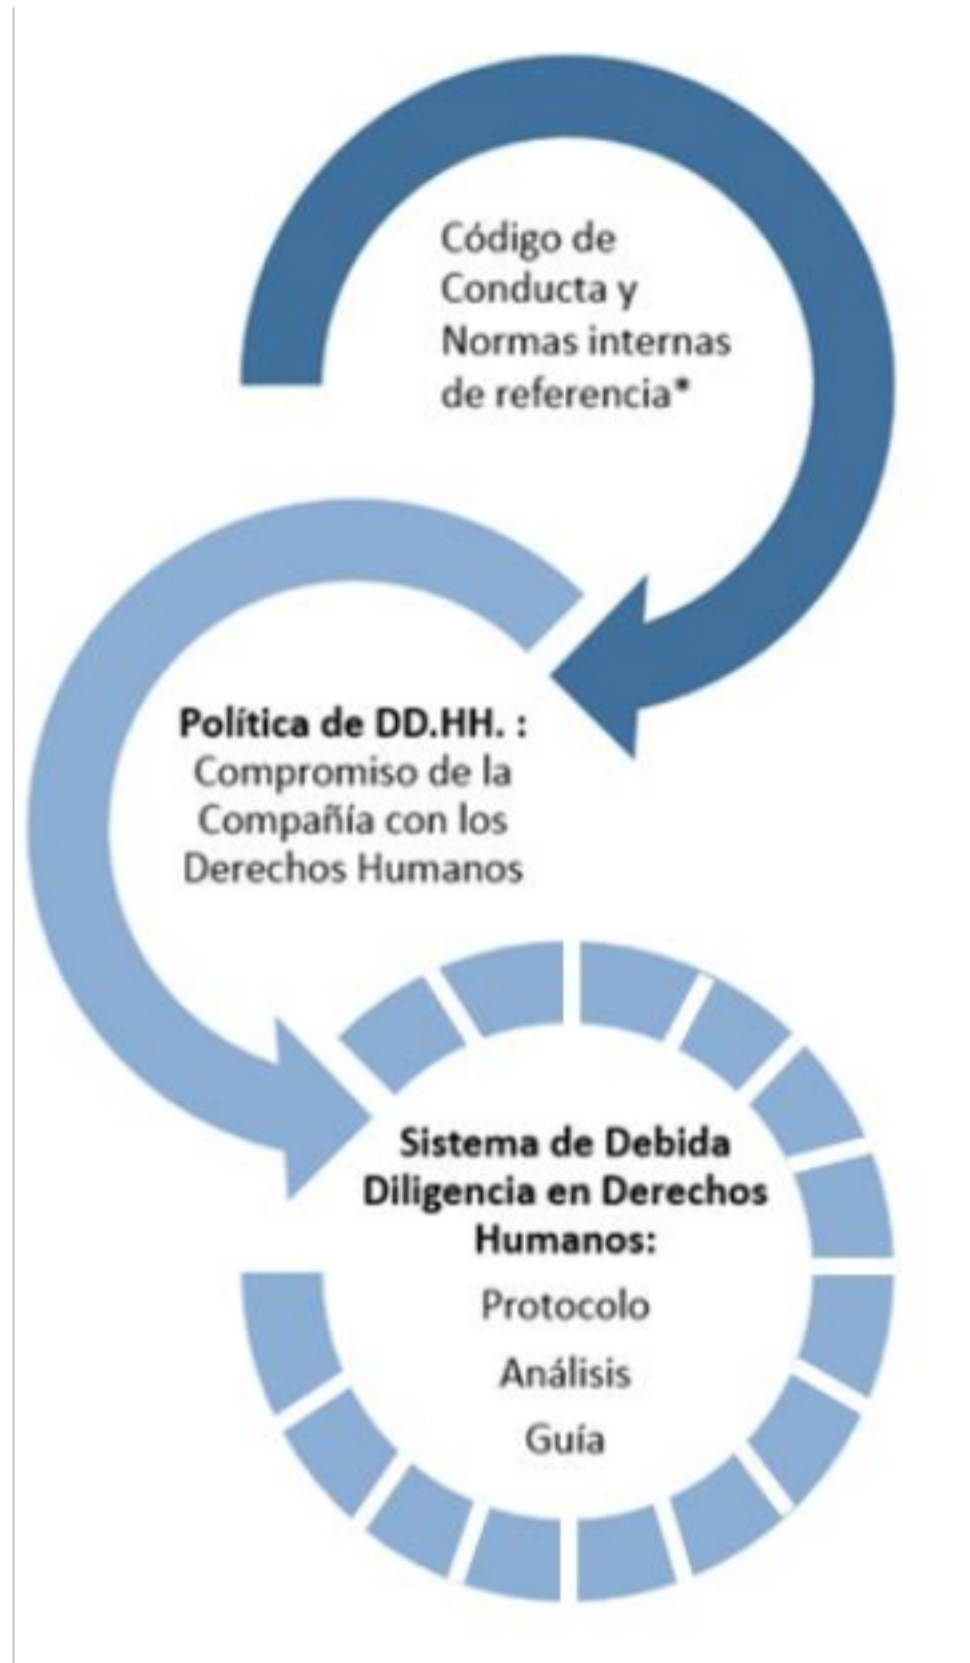 Código de
Conducta y
Normas internas
de referencia*
Política de DD.HH. :
Compromiso de la
Compañía con los
Derechos Humanos
Sistema de Debida
Diligencia en Derechos
Humanos:
Protocolo
Análisis
Guía